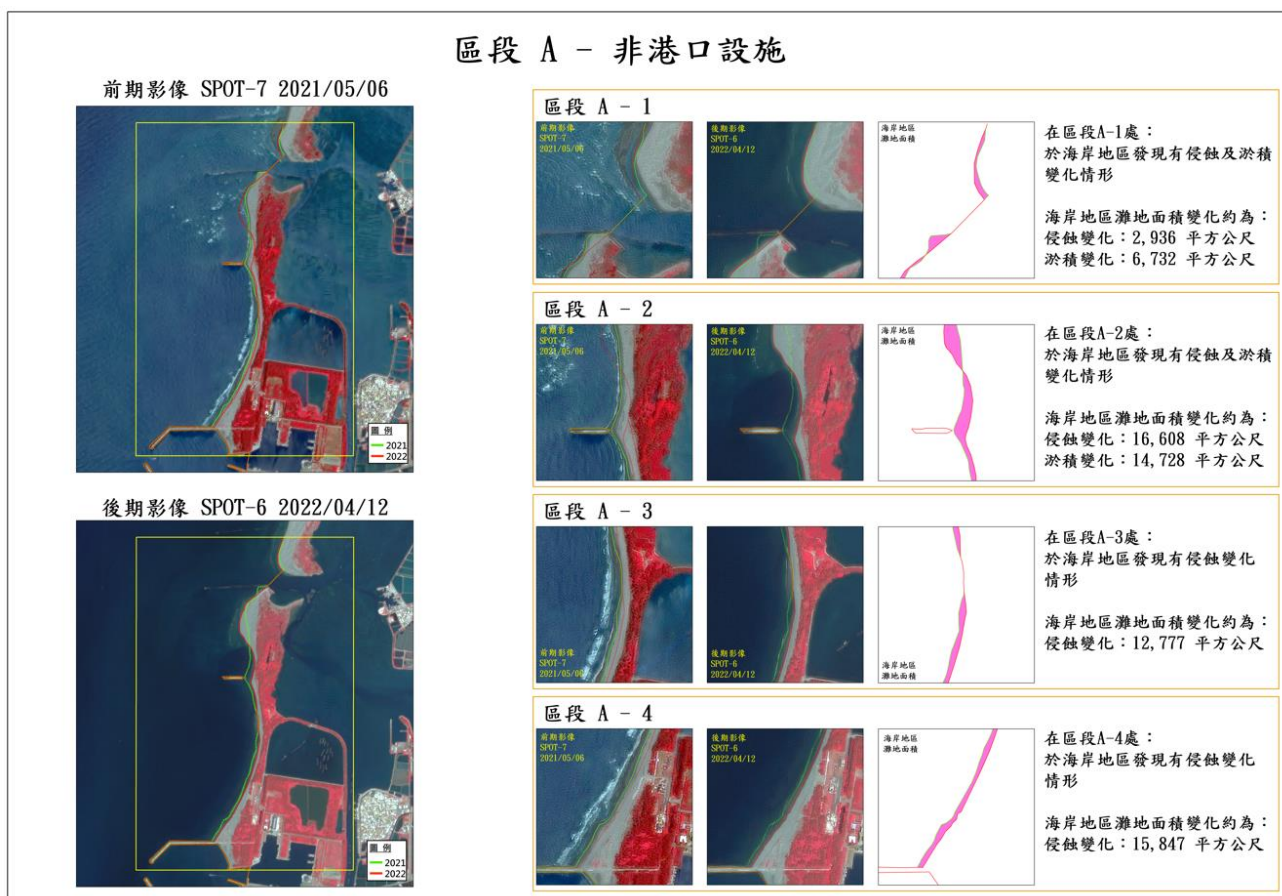 區段 A - 非港口設施
前期影像 SPOT-7 2021/05/06
圖 例
2021
2022
後期影像 SPOT-6 2022/04/12
圖 例
2021
2022
區段 A - 1
前期影像
SPOT-7
2021/05/06
後期影像
SPOT-6
2022/04/12
海岸地區
灘地面積
在區段A-1處：
於海岸地區發現有侵蝕及淤積
變化情形
海岸地區灘地面積變化約為：
侵蝕變化：2,936 平方公尺
淤積變化：6,732 平方公尺
區段 A - 2
前期影像
SPOT-7
2021/05/06
後期影像
SPOT-6
2022/04/12
海岸地區
灘地面積
在區段A-2處：
於海岸地區發現有侵蝕及淤積
變化情形
海岸地區灘地面積變化約為：
侵蝕變化：16,608 平方公尺
淤積變化：14,728 平方公尺
區段 A - 3
前期影像
SPOT-7
2021/05/06
後期影像
SPOT-6
2022/04/12
海岸地區
灘地面積
在區段A-3處：
於海岸地區發現有侵蝕變化
情形
海岸地區灘地面積變化約為：
侵蝕變化：12,777 平方公尺
區段 A - 4
前期影像
SPOT-7
2021/05/06
後期影像
SPOT-6
2022/04/12
海岸地區
灘地面積
在區段A-4處：
於海岸地區發現有侵蝕變化
情形
海岸地區灘地面積變化約為：
侵蝕變化：15,847 平方公尺